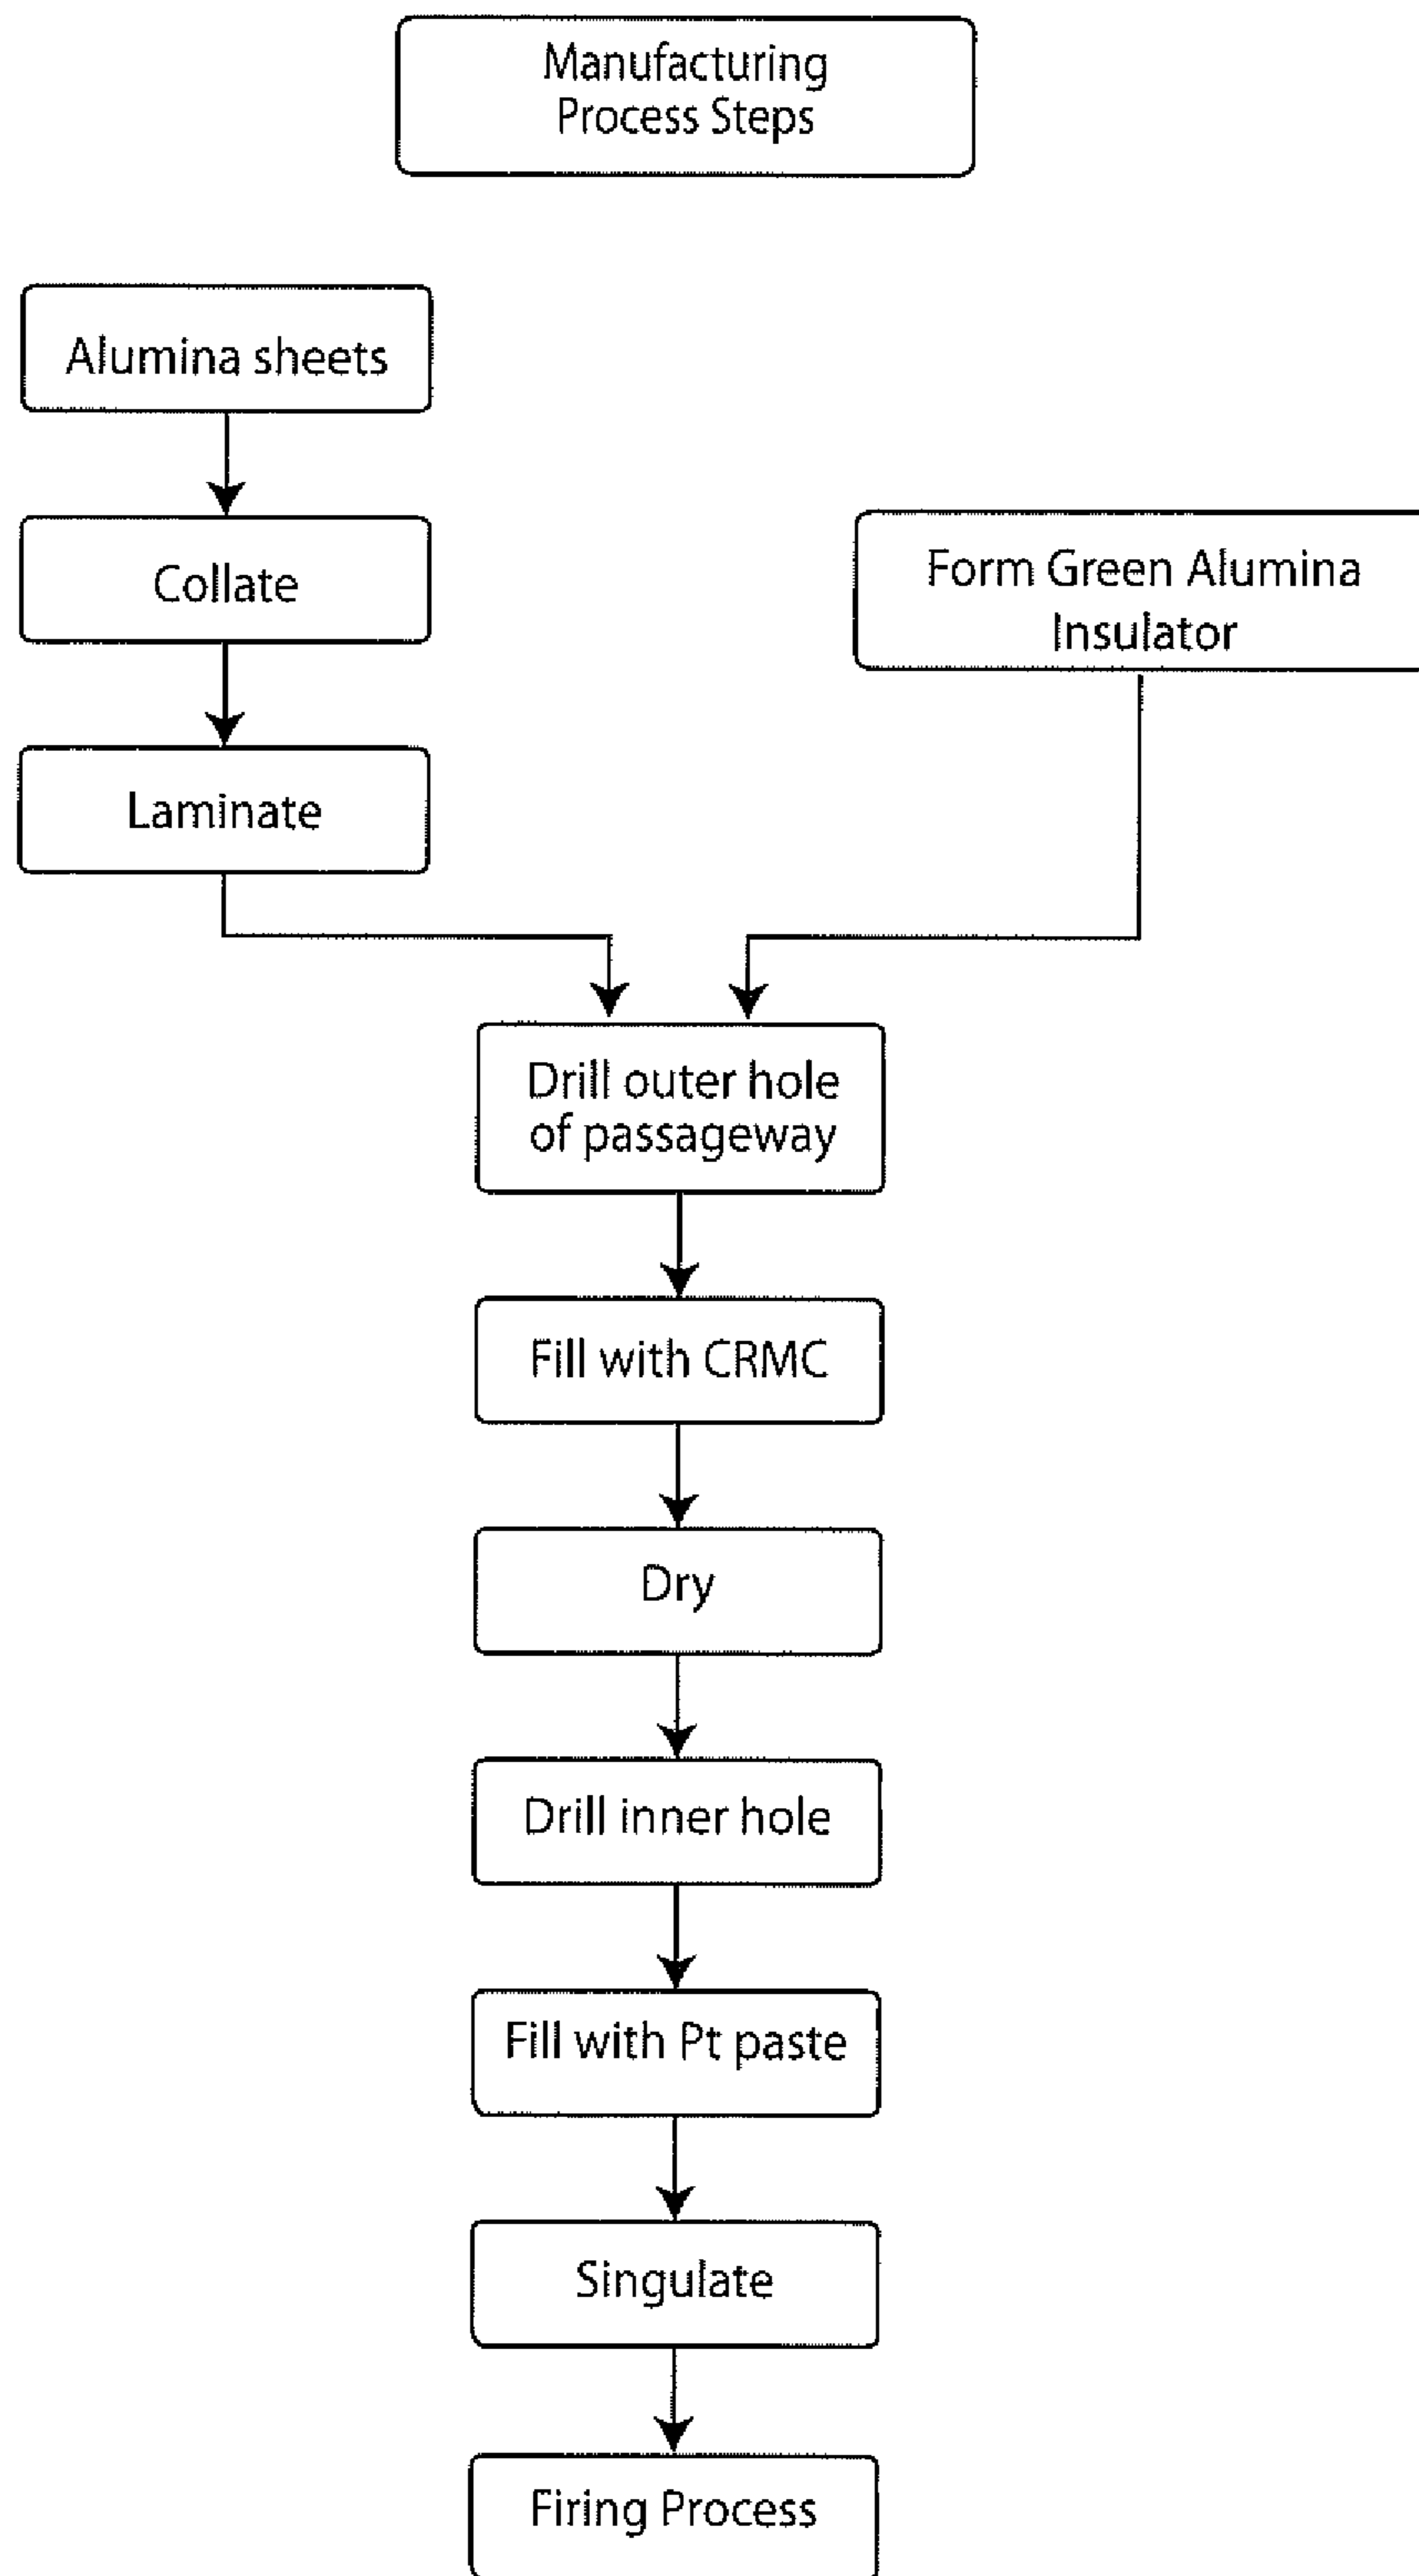 Manufacturing
Process Steps
Alumina sheets
Collate
Form Green Alumina
Insulator
Laminate
Drill outer hole
of passageway
Fill with CRMC
Dry
Drill inner hole
Fill with Pt paste
Singulate
Firing Process